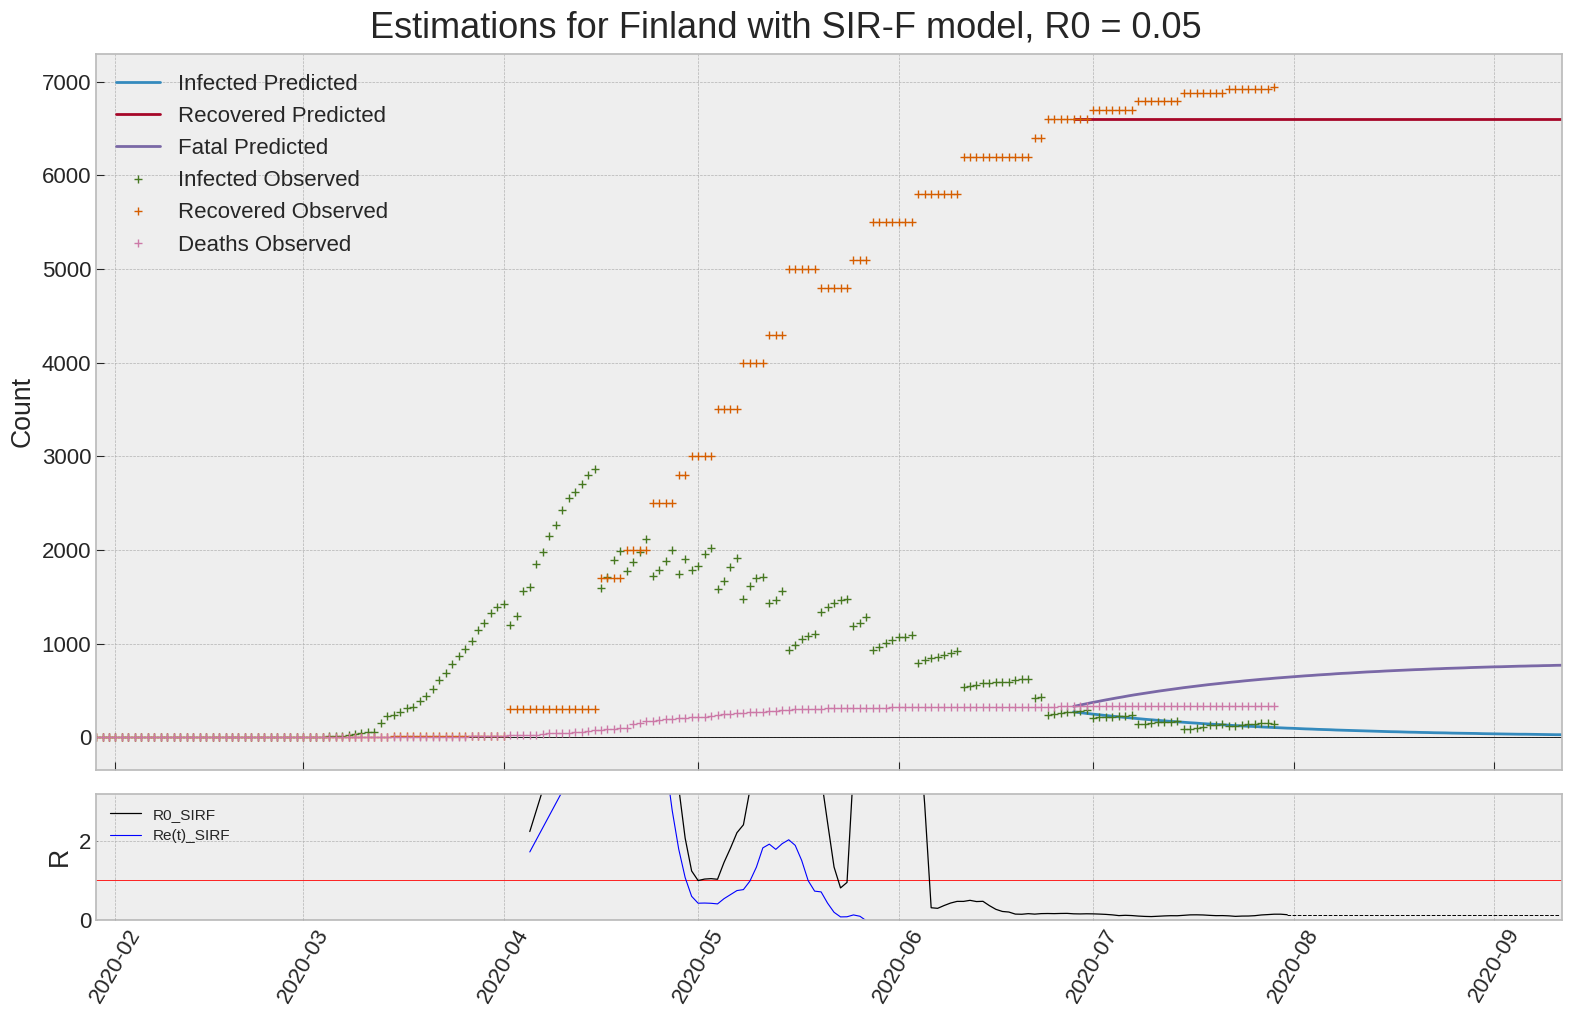 Estimations for Finland with SIR-F model, R0 = 0.05
7000
6000
5000
4000
3000
2000
1000
0
Count
Infected Predicted
Recovered Predicted
Fatal Predicted
Infected Observed
Recovered Observed
Deaths Observed
R0_SIRF
Re(t)_SIRF
2
0
R
2020-02
2020-03
2020-04
2020-05
2020-06
2020-07
2020-08
2020-09